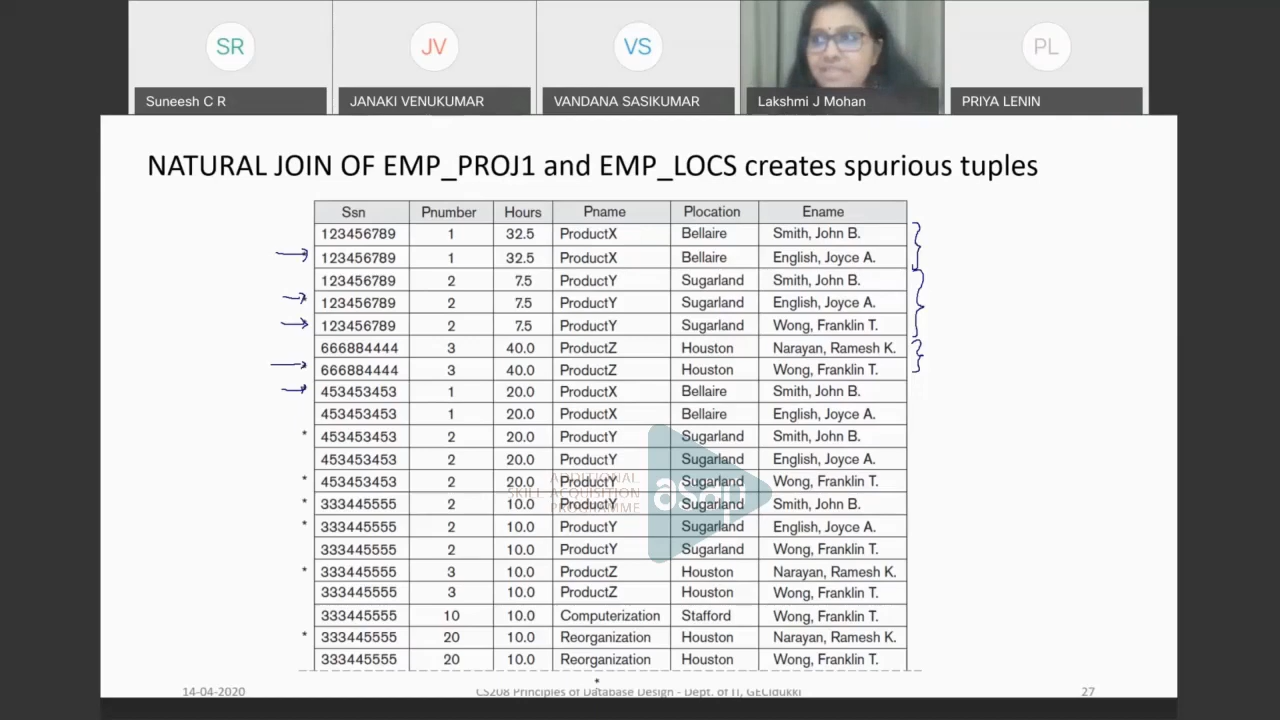 SR JV VS PL
Suneesh C R JANAKI VENUKUMAR VANDANA SASIKUMAR Lakshmi J Mohan PRIYA LENIN
NATURAL JOIN OF EMP_PROJ1 and EMP_LOCS creates spurious tuples
Ssn Pnumber Hours Pname Plocation Ename
123456789 1 32.5 ProductX Bellaire Smith, John B.
123456789 1 32.5 ProductX Bellaire English, Joyce A.
123456789 2 7.5 ProductY Sugarland Smith, John B.
123456789 2 7.5 ProductY Sugarland English, Joyce A.
123456789 2 7.5 ProductY Sugarland Wong, Franklin T.
666884444 3 40.0 ProductZ Houston Narayan, Ramesh K.
666884444 3 40.0 ProductZ Houston Wong, Franklin T.
453453453 1 20.0 ProductX Bellaire Smith, John B.
453453453 1 20.0 ProductX Bellaire English, Joyce A.
* 453453453 2 20.0 ProductY Sugarland Smith, John B.
453453453 2 20.0 ProductY Sugarland English, Joyce A.
* 453453453 2 20.0 ProductY Sugarland Wong, Franklin T.
* 333445555 2 10.0 ProductY Sugarland Smith, John B.
* 333445555 2 10.0 ProductY Sugarland English, Joyce A.
333445555 2 10.0 ProductY Sugarland Wong, Franklin T.
* 333445555 3 10.0 ProductZ Houston Narayan, Ramesh K.
333445555 3 10.0 ProductZ Houston Wong, Franklin T.
333445555 10 10.0 Computerization Stafford Wong, Franklin T.
* 333445555 20 10.0 Reorganization Houston Narayan, Ramesh K.
333445555 20 10.0 Reorganization Houston Wong, Franklin T.
*
ADDITIONAL
SKILL ACQUISITION
PROGRAMME
asap
14-04-2020 CS208 Principles of Database Design - Dept. of IT, GECIdukki 27